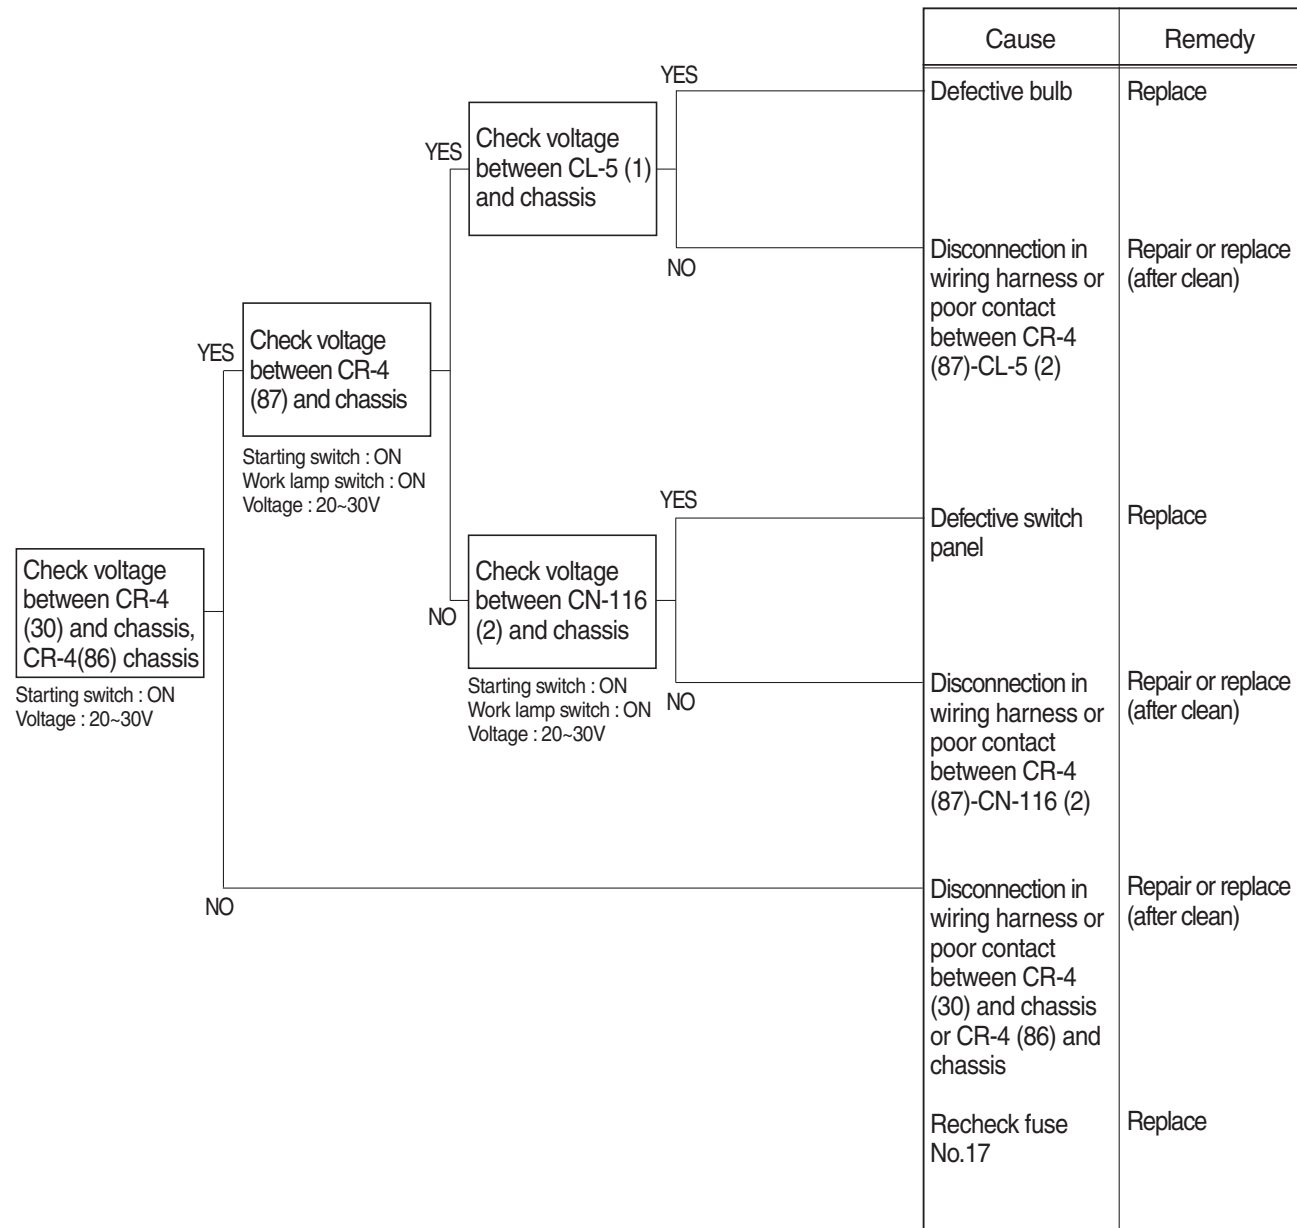 Cause
Remedy
YES
Defective bulb
Replace
YES
Check voltage
between CL-5 (1)
and chassis
NO
Disconnection in
wiring harness or
poor contact
between CR-4
(87)-CL-5 (2)
Repair or replace
(after clean)
YES
Check voltage
between CR-4
(87) and chassis
Starting switch : ON
Work lamp switch : ON
Voltage : 20~30V
YES
Defective switch
panel
Replace
Check voltage
between CR-4
(30) and chassis,
CR-4(86) chassis
Starting switch : ON
Voltage : 20~30V
NO
Check voltage
between CN-116
(2) and chassis
Starting switch : ON
Work lamp switch : ON
Voltage : 20~30V
NO
Disconnection in
wiring harness or
poor contact
between CR-4
(87)-CN-116 (2)
Repair or replace
(after clean)
NO
Disconnection in
wiring harness or
poor contact
between CR-4
(30) and chassis
or CR-4 (86) and
chassis
Repair or replace
(after clean)
Recheck fuse
No.17
Replace